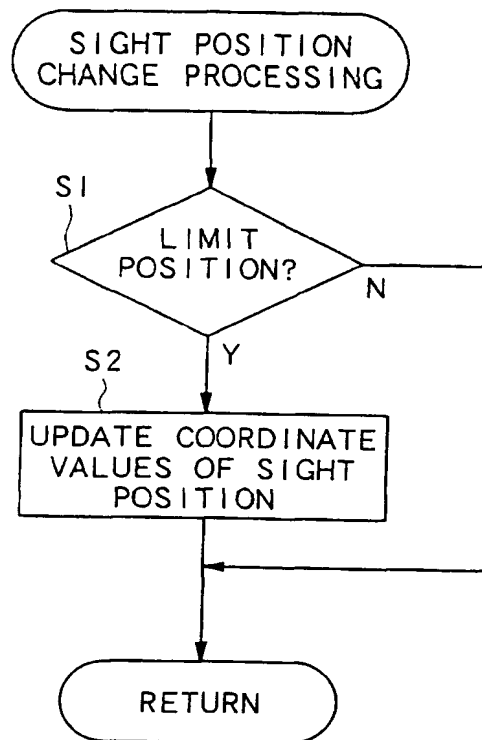 SIGHT POSITION
CHANGE PROCESSING
S1
LIMIT
POSITION?
N
Y
S2
UPDATE COORDINATE
VALUES OF SIGHT
POSITION
RETURN